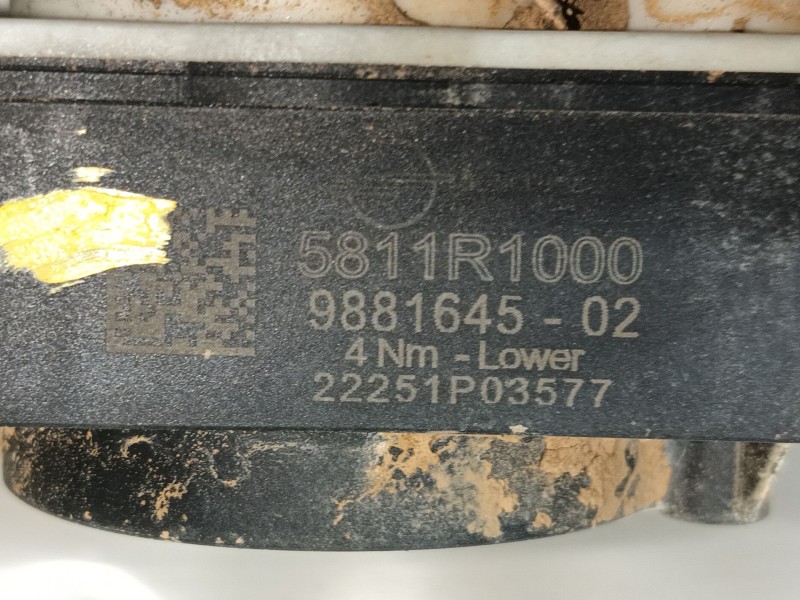 5811R1000
9881645 - 02
4 Nm - Lower
22251P03577